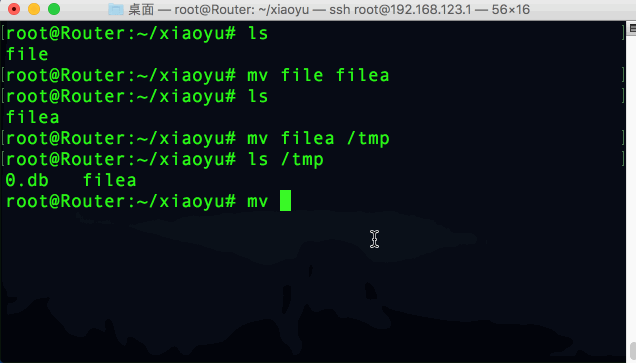 桌面 — root@Router: ~/xiaoyu — ssh root@192.168.123.1 — 56×16
root@Router:~/xiaoyu# ls
file
root@Router:~/xiaoyu# mv file filea
root@Router:~/xiaoyu# ls
filea
root@Router:~/xiaoyu# mv filea /tmp
root@Router:~/xiaoyu# ls /tmp
0.db   filea
root@Router:~/xiaoyu# mv